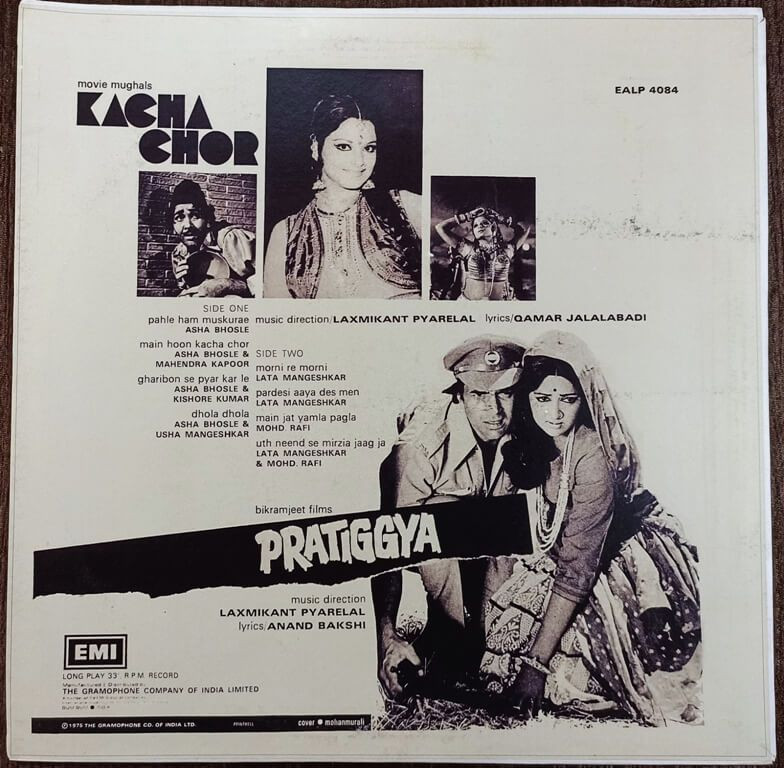 movie mughals
KACHA
CHOR
EALP 4084
SIDE ONE
pahle ham muskurae
ASHA BHOSLE
main hoon kacha chor
ASHA BHOSLE &
MAHENDRA KAPOOR
gharibon se pyar kar le
ASHA BHOSLE &
KISHORE KUMAR
dhola dhola
ASHA BHOSLE &
USHA MANGESHKAR
music direction/LAXMIKANT PYARELAL lyrics/QAMAR JALALABADI
SIDE TWO
morni re morni
LATA MANGESHKAR
pardesi aaya des men
LATA MANGESHKAR
main jat yamla pagla
MOHD. RAFI
uth neend se mirzia jaag ja
LATA MANGESHKAR
& MOHD. RAFI
bikramjeet films
PRATIGGYA
music direction
LAXMIKANT PYARELAL
lyrics/ANAND BAKSHI
EMI
LONG PLAY 33⅓ R.P.M. RECORD
Manufactured & Distributed by
THE GRAMOPHONE COMPANY OF INDIA LIMITED
Ⓟ1975 THE GRAMOPHONE CO. OF INDIA LTD.
PRINTWELL
cover ● mohanmurali